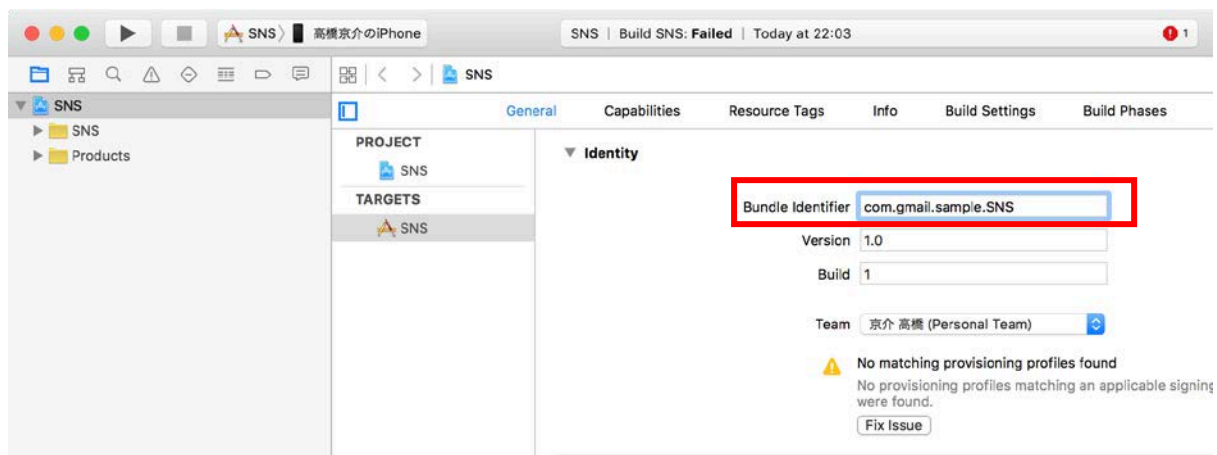 SNS 〉 高橋京介のiPhone
SNS | Build SNS: Failed | Today at 22:03
1
SNS
SNS
SNS
Products
General Capabilities Resource Tags Info Build Settings Build Phases
PROJECT
SNS
TARGETS
SNS
Identity
Bundle Identifier com.gmail.sample.SNS
Version 1.0
Build 1
Team 京介 高橋 (Personal Team)
No matching provisioning profiles found
No provisioning profiles matching an applicable signing
were found.
Fix Issue